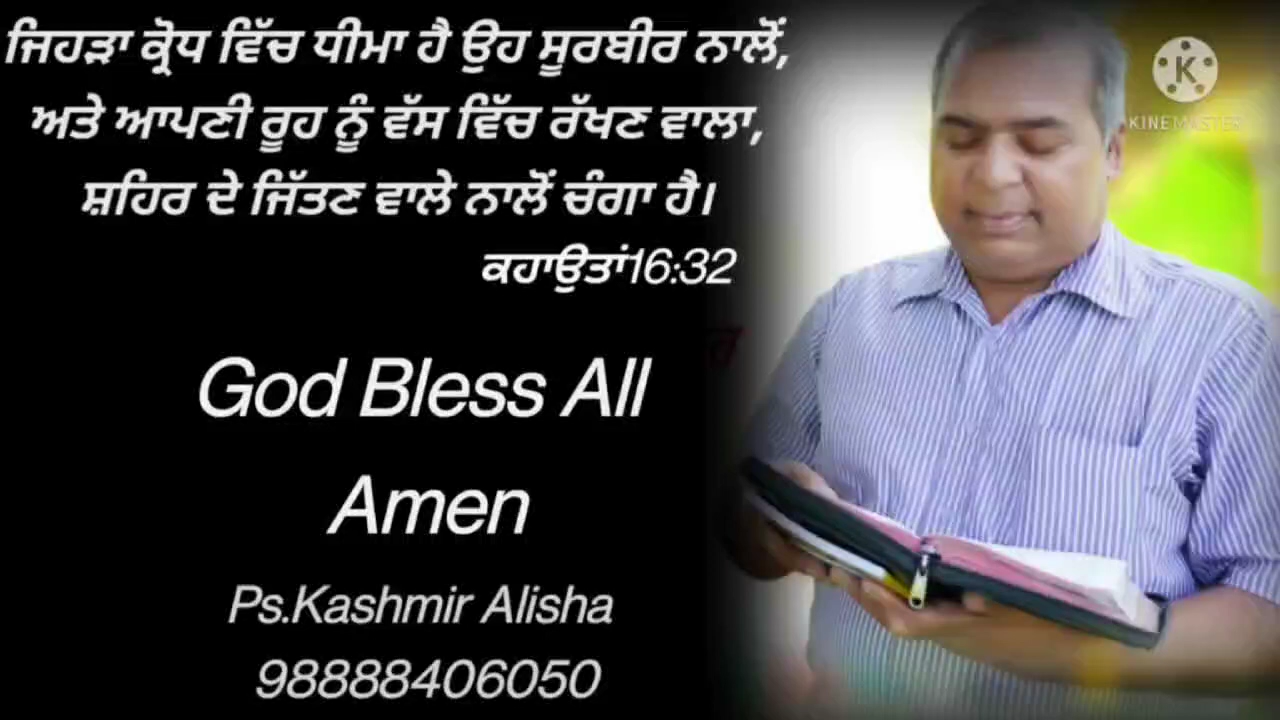 ਜਿਹੜਾ ਕ੍ਰੋਧ ਵਿੱਚ ਧੀਮਾ ਹੈ ਉਹ ਸੂਰਬੀਰ ਨਾਲੋਂ,
ਅਤੇ ਆਪਣੀ ਰੂਹ ਨੂੰ ਵੱਸ ਵਿੱਚ ਰੱਖਣ ਵਾਲਾ,
ਸ਼ਹਿਰ ਦੇ ਜਿੱਤਣ ਵਾਲੇ ਨਾਲੋਂ ਚੰਗਾ ਹੈ।
ਕਹਾਉਤਾਂ16:32
God Bless All
Amen
Ps.Kashmir Alisha
98888406050
K
KINEMASTER